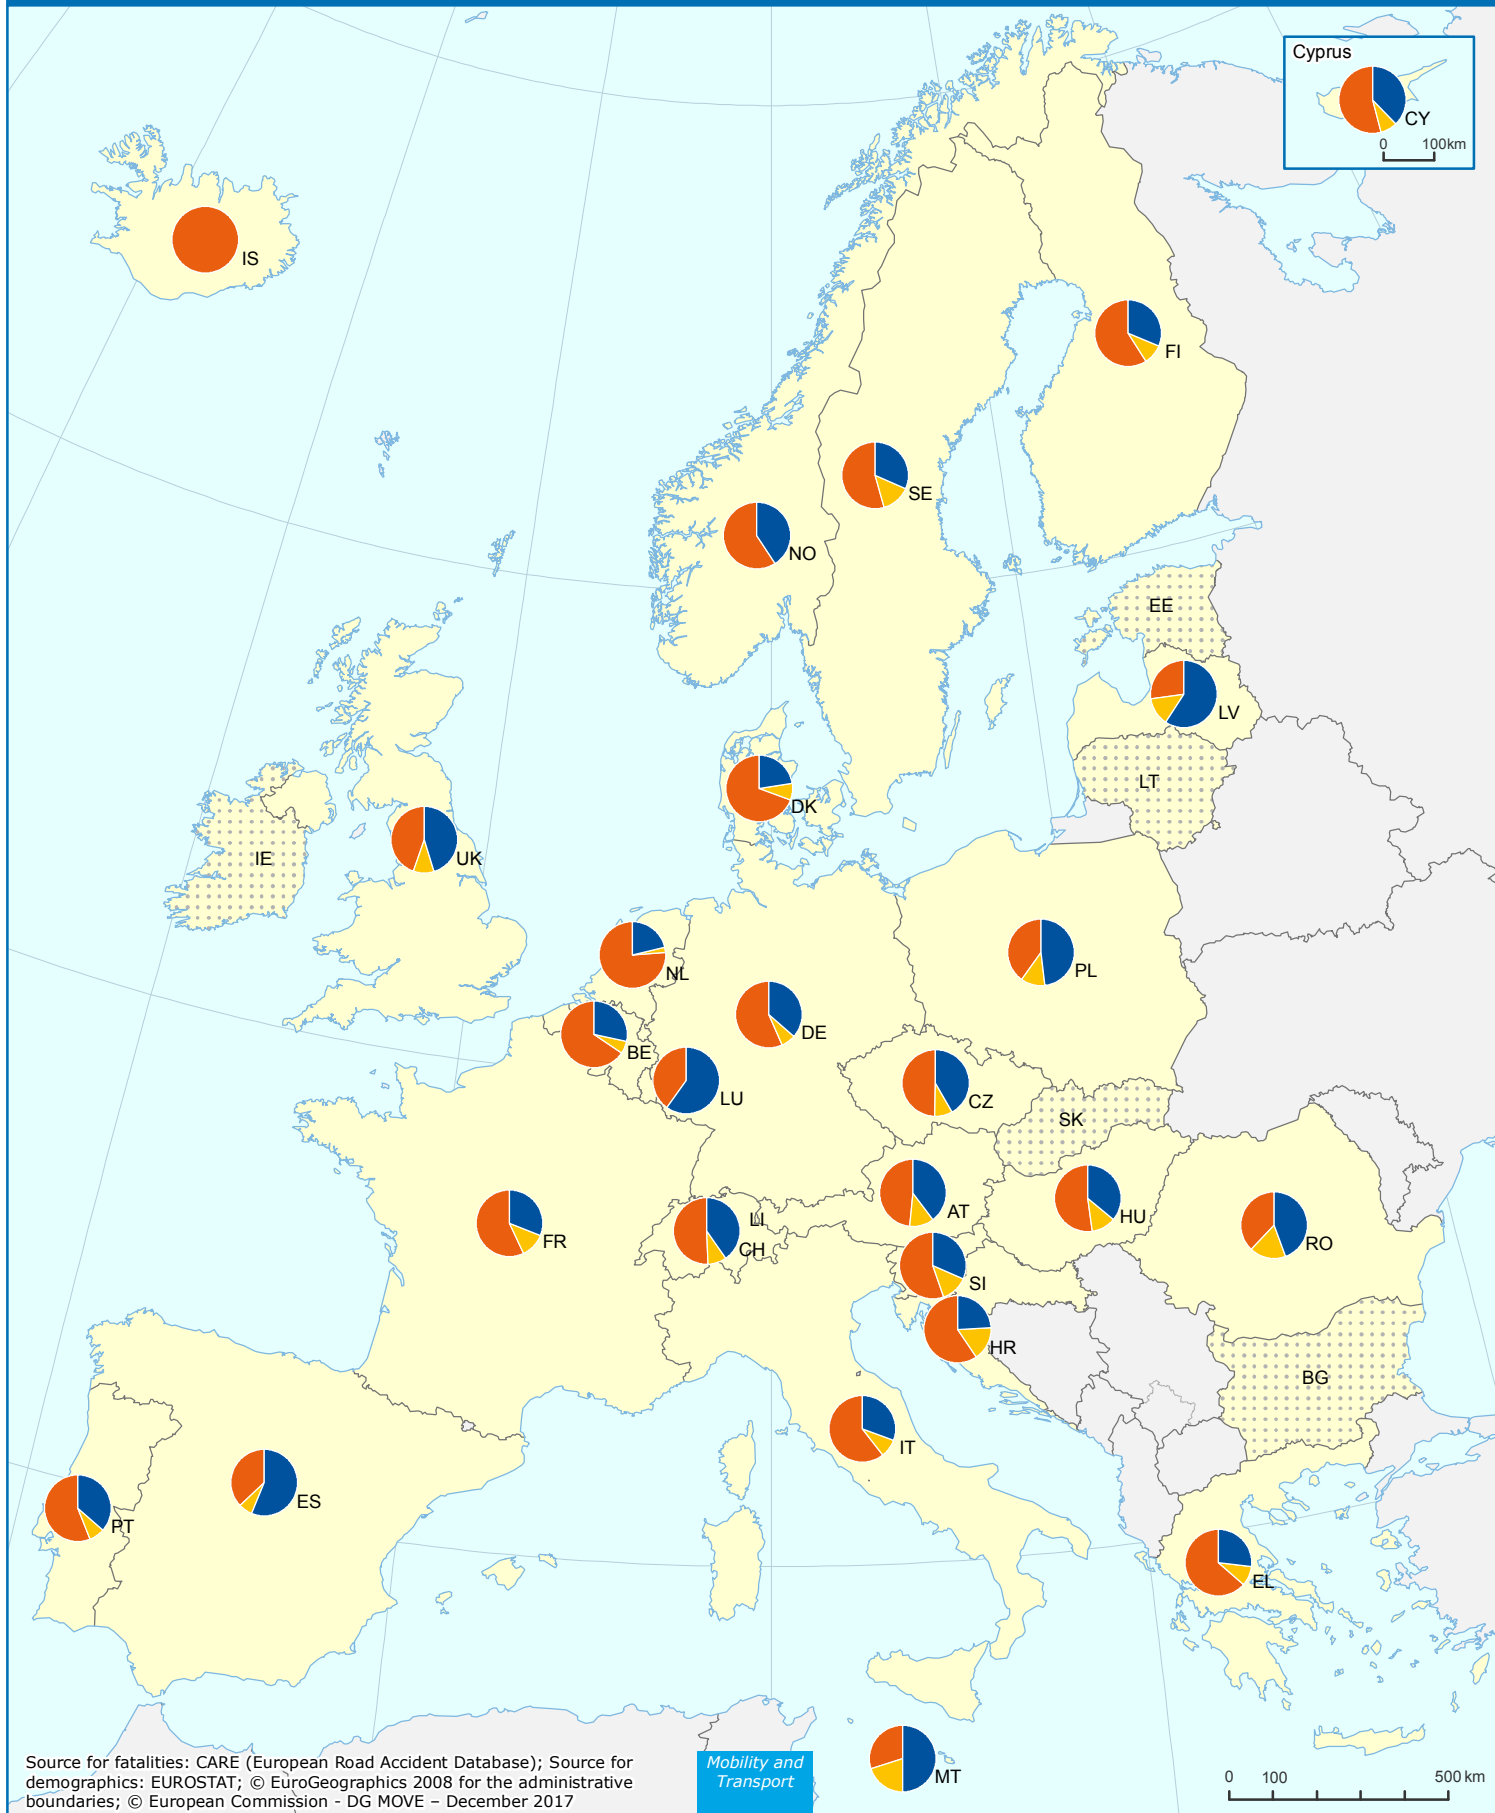 Cyprus
CY
0 100km
IS
FI
SE
NO
EE
LV
LT
DK
IE
UK
NL
PL
DE
BE
LU
CZ
SK
AT
HU
LI
CH
FR
RO
SI
HR
BG
IT
ES
PT
EL
MT
Source for fatalities: CARE (European Road Accident Database); Source for
demographics: EUROSTAT; © EuroGeographics 2008 for the administrative
boundaries; © European Commission - DG MOVE – December 2017
Mobility and
Transport
0 100 500 km